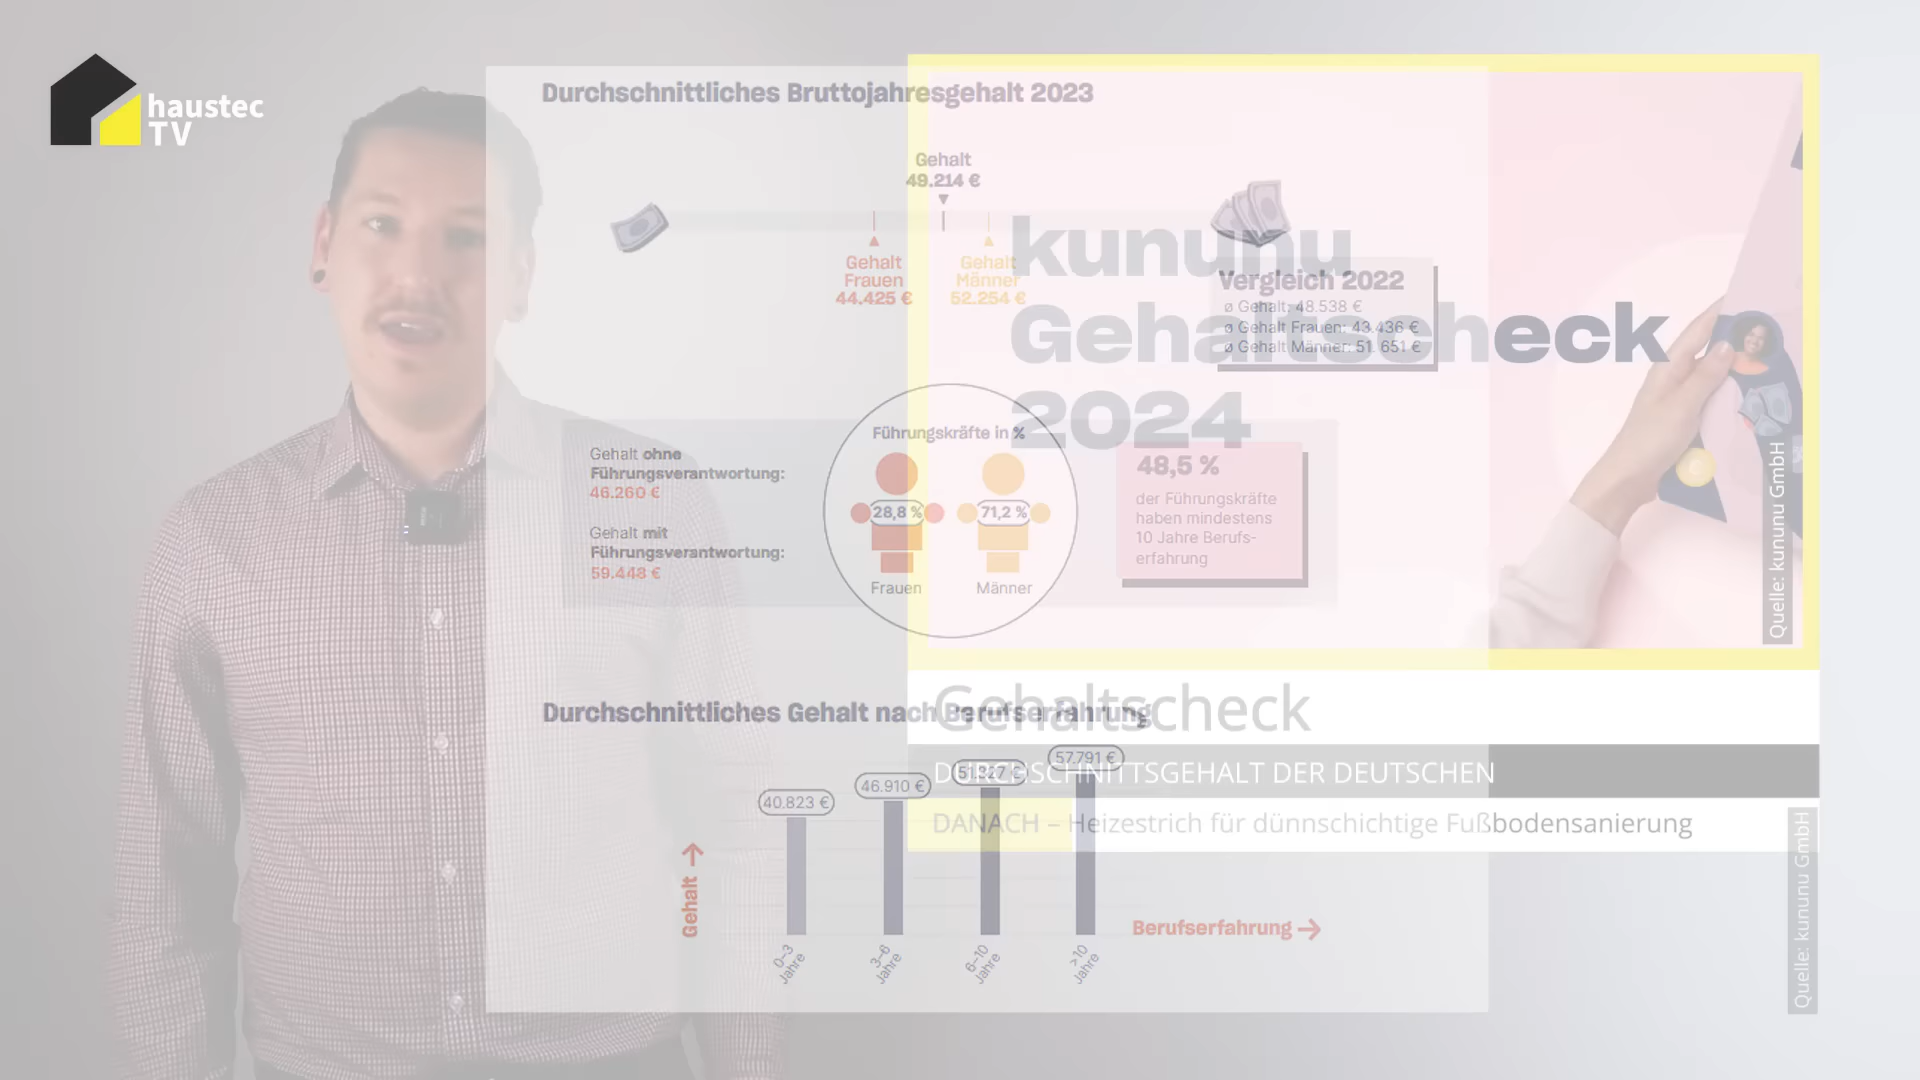 haustec
TV
Durchschnittliches Bruttojahresgehalt 2023
Gehalt
49.214 €
Gehalt
Frauen
44.425 €
Gehalt
Männer
52.254 €
kununu
Gehaltscheck
2024
Vergleich 2022
ø Gehalt: 48.538 €
ø Gehalt Frauen: 43.436 €
ø Gehalt Männer: 51.651 €
Gehalt ohne
Führungsverantwortung:
46.260 €
Gehalt mit
Führungsverantwortung:
59.448 €
Führungskräfte in %
28,8 %
71,2 %
Frauen
Männer
48,5 %
der Führungskräfte
haben mindestens
10 Jahre Berufs-
erfahrung
Quelle: kununu GmbH
Gehaltscheck
DURCHSCHNITTSGEHALT DER DEUTSCHEN
DANACH – Heizestrich für dünnschichtige Fußbodensanierung
Durchschnittliches Gehalt nach Berufserfahrung
40.823 €
46.910 €
51.327 €
57.791 €
Gehalt
0–3
Jahre
3–6
Jahre
6–10
Jahre
>10
Jahre
Berufserfahrung
Quelle: kununu GmbH